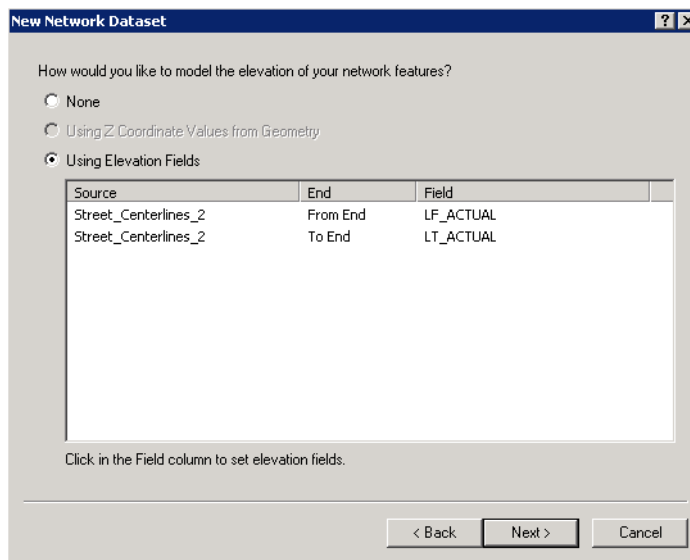 New Network Dataset
How would you like to model the elevation of your network features?
None
Using Z Coordinate Values from Geometry
Using Elevation Fields
Source End Field
Street_Centerlines_2 From End LF_ACTUAL
Street_Centerlines_2 To End LT_ACTUAL
Click in the Field column to set elevation fields.
< Back Next > Cancel